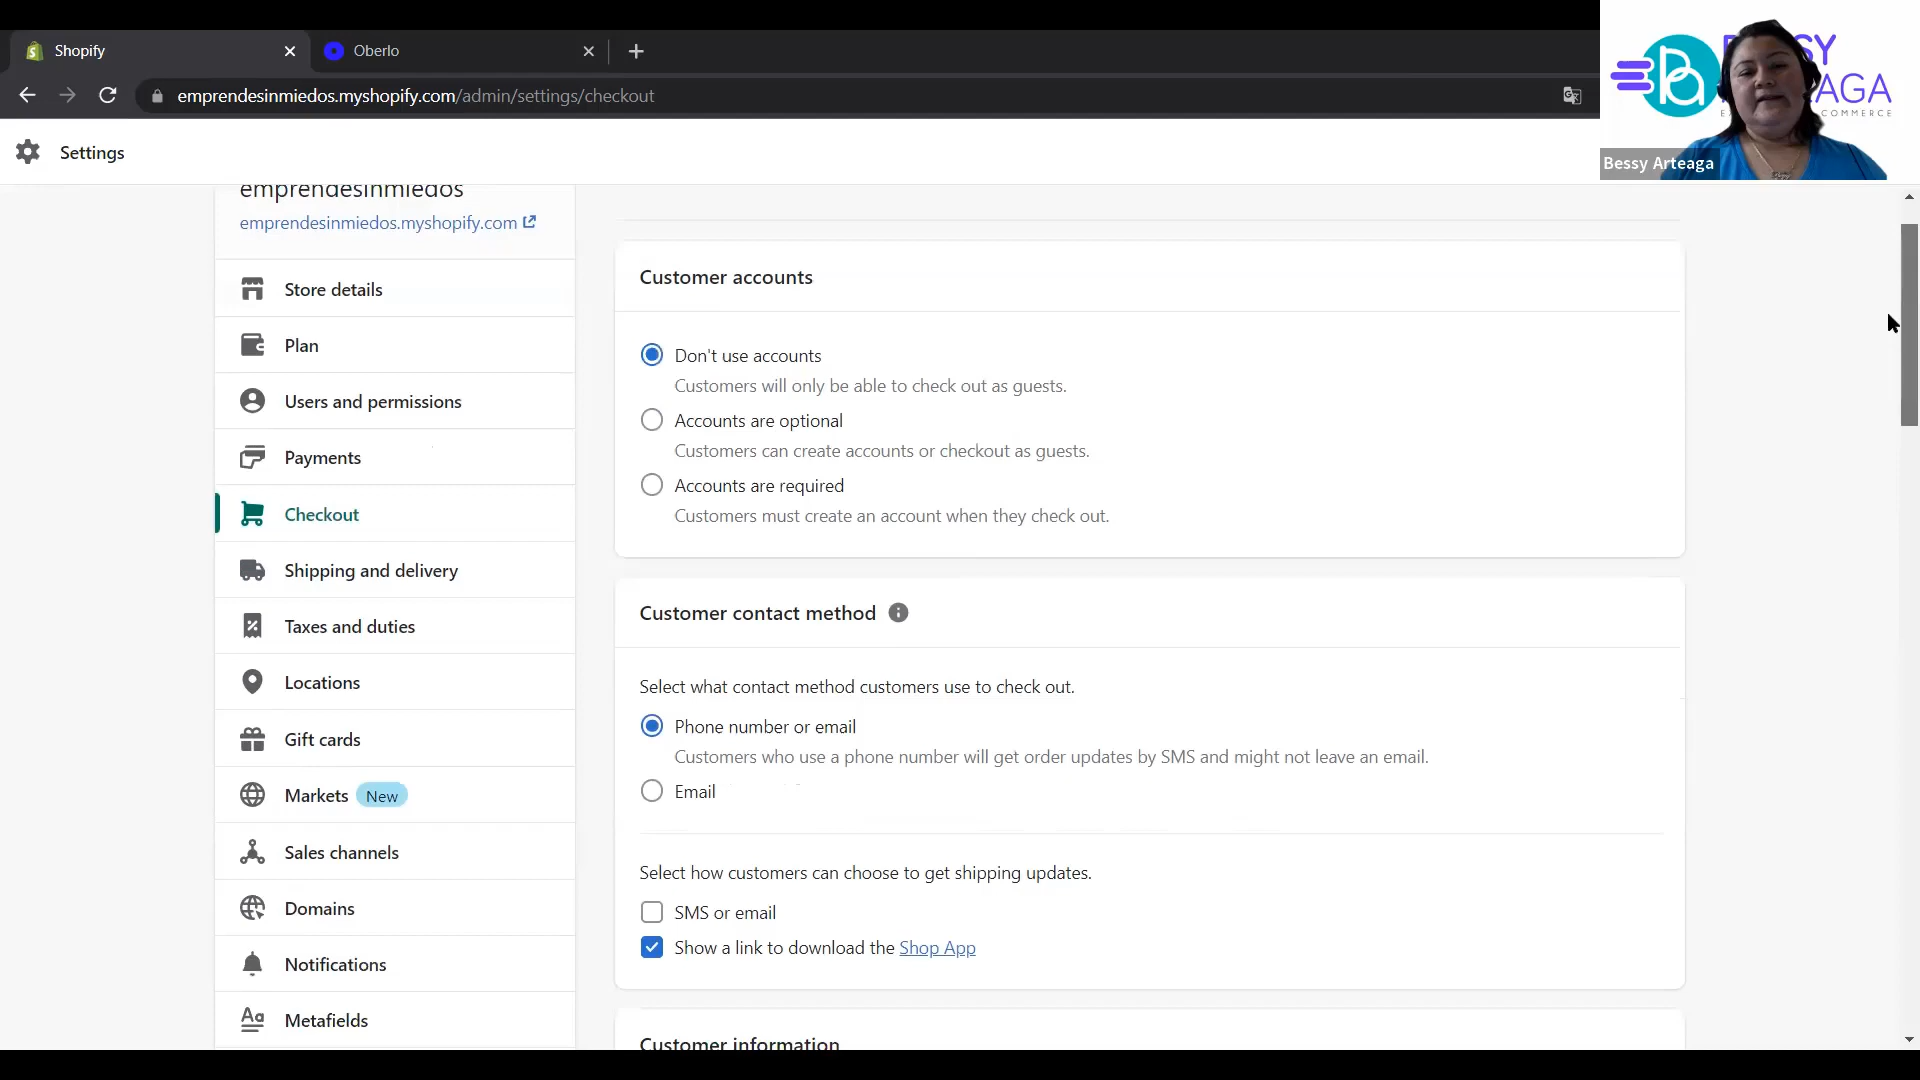 Shopify
Oberlo
emprendesinmiedos.myshopify.com/admin/settings/checkout
Settings
Bessy Arteaga
emprendesinmiedos
emprendesinmiedos.myshopify.com
Store details
Plan
Users and permissions
Payments
Checkout
Shipping and delivery
Taxes and duties
Locations
Gift cards
Markets New
Sales channels
Domains
Notifications
Metafields
Customer accounts
Don't use accounts
Customers will only be able to check out as guests.
Accounts are optional
Customers can create accounts or checkout as guests.
Accounts are required
Customers must create an account when they check out.
Customer contact method
Select what contact method customers use to check out.
Phone number or email
Customers who use a phone number will get order updates by SMS and might not leave an email.
Email
Select how customers can choose to get shipping updates.
SMS or email
Show a link to download the Shop App
Customer information